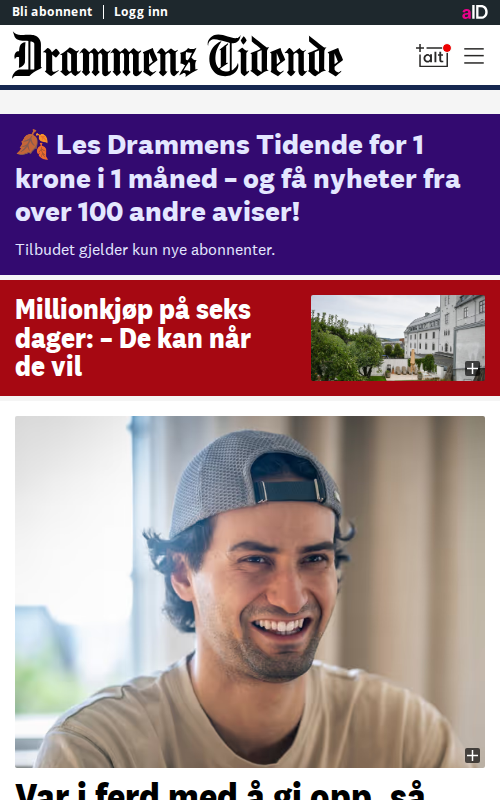 Bli abonnent | Logg inn aID
Drammens Tidende +alt
Les Drammens Tidende for 1
krone i 1 måned – og få nyheter fra
over 100 andre aviser!
Tilbudet gjelder kun nye abonnenter.
Millionkjøp på seks
dager: – De kan når
de vil
Var i ferd med å gi opp, så